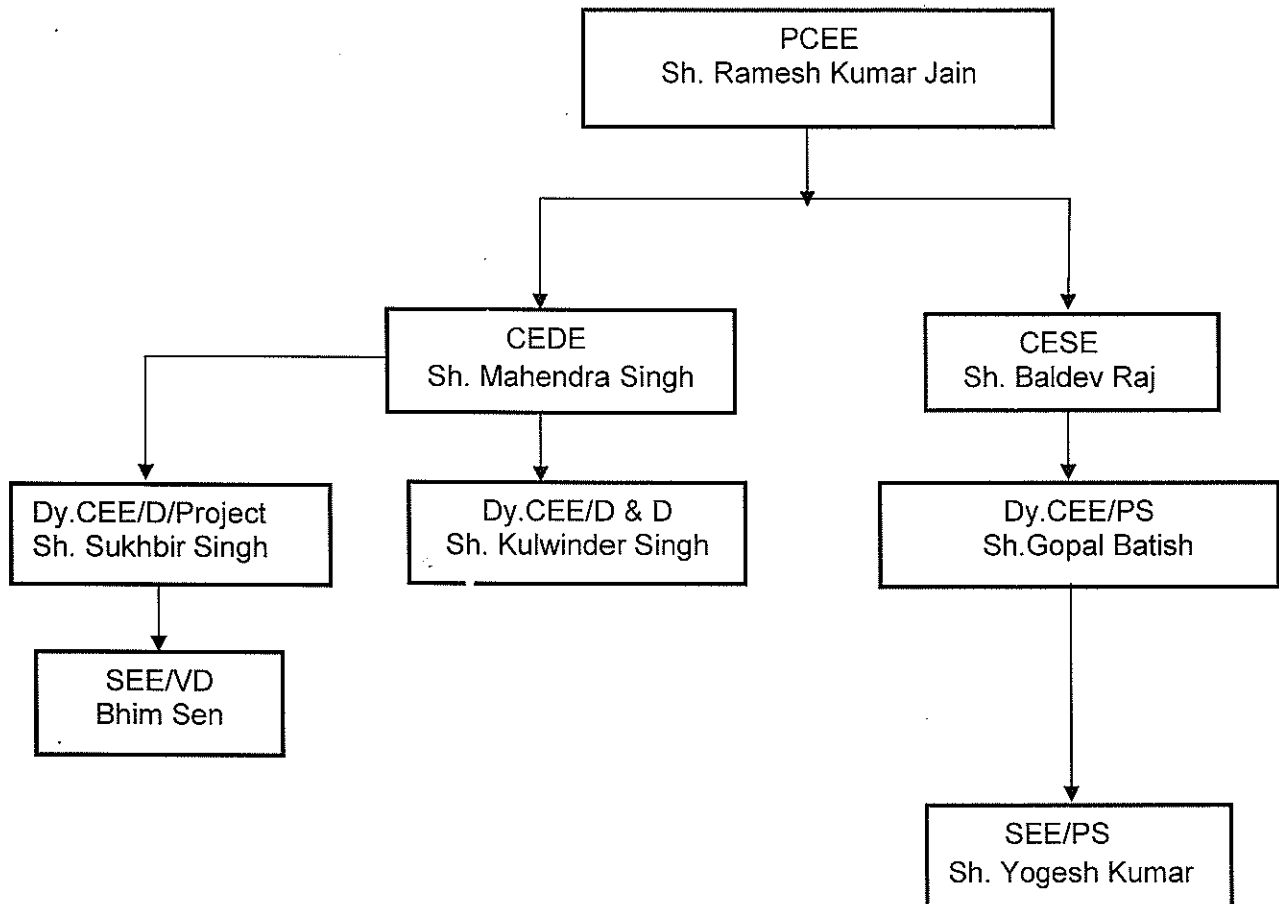 PCEE
Sh. Ramesh Kumar Jain
CEDE
Sh. Mahendra Singh
CESE
Sh. Baldev Raj
Dy.CEE/D/Project
Sh. Sukhbir Singh
Dy.CEE/D & D
Sh. Kulwinder Singh
Dy.CEE/PS
Sh.Gopal Batish
SEE/VD
Bhim Sen
SEE/PS
Sh. Yogesh Kumar